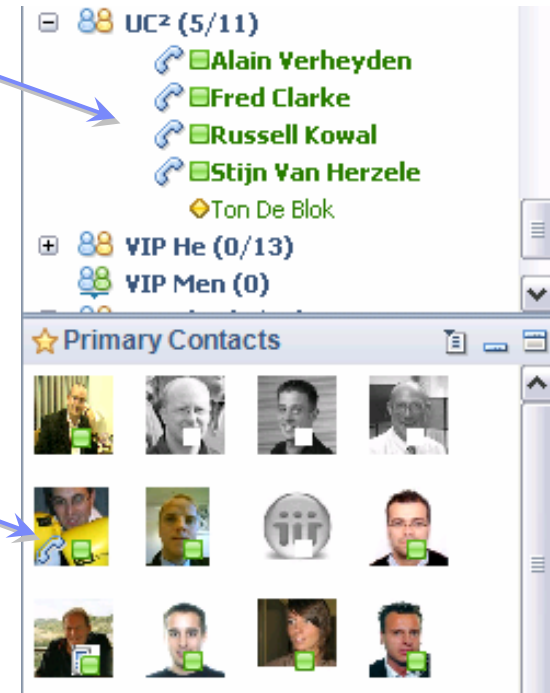 UC² (5/11)
Alain Verheyden
Fred Clarke
Russell Kowal
Stijn Van Herzele
Ton De Blok
VIP He (0/13)
VIP Men (0)
Primary Contacts